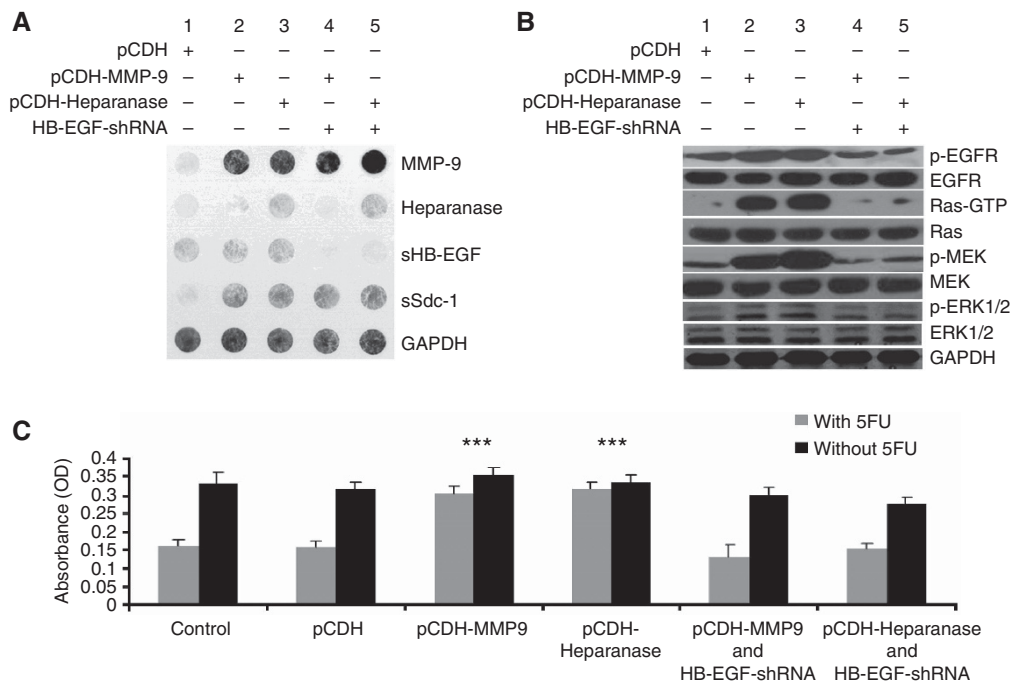 A
1 2 3 4 5
pCDH + – – – –
pCDH-MMP-9 – + – + –
pCDH-Heparanase – – + – +
HB-EGF-shRNA – – – + +
MMP-9
Heparanase
sHB-EGF
sSdc-1
GAPDH
B
1 2 3 4 5
pCDH + – – – –
pCDH-MMP-9 – + – + –
pCDH-Heparanase – – + – +
HB-EGF-shRNA – – – + +
p-EGFR
EGFR
Ras-GTP
Ras
p-MEK
MEK
p-ERK1/2
ERK1/2
GAPDH
C
With 5FU
Without 5FU
*** ***
Absorbance (OD)
0.4
0.35
0.3
0.25
0.2
0.15
0.1
0.05
0
Control
pCDH
pCDH-MMP9
pCDH-
Heparanase
pCDH-MMP9
and
HB-EGF-shRNA
pCDH-Heparanase
and
HB-EGF-shRNA